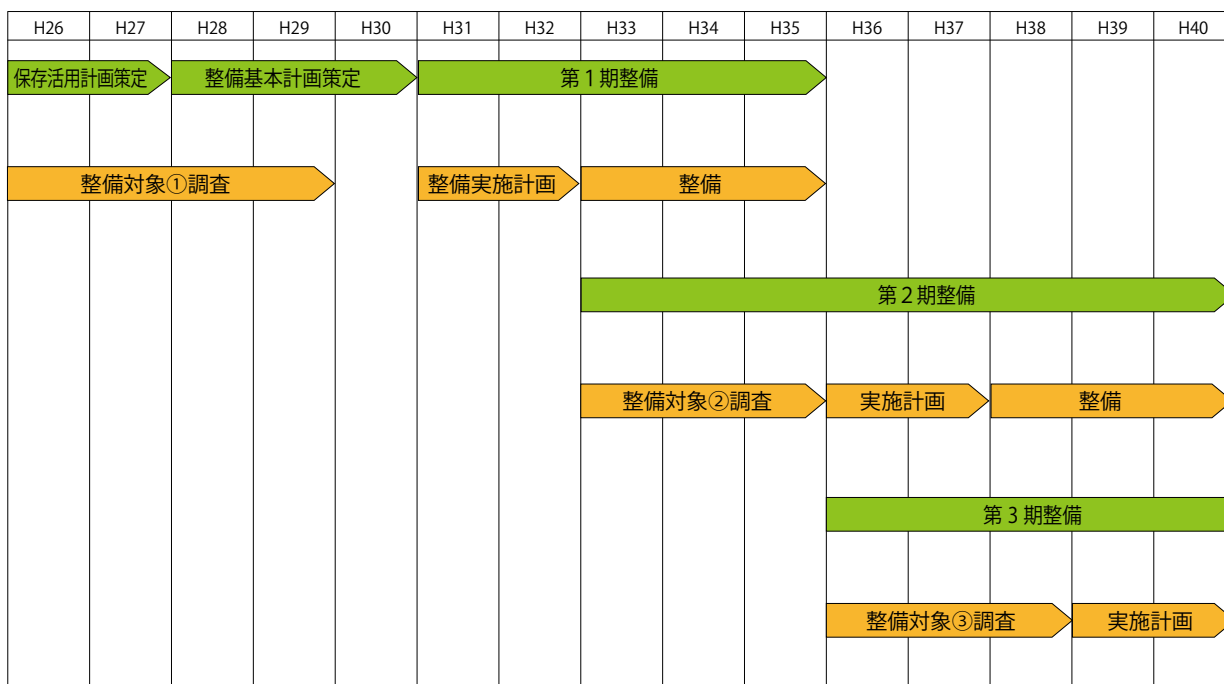 H26 H27 H28 H29 H30 H31 H32 H33 H34 H35 H36 H37 H38 H39 H40
保存活用計画策定 整備基本計画策定 第1期整備
整備対象①調査 整備実施計画 整備
第2期整備
整備対象②調査 実施計画 整備
第3期整備
整備対象③調査 実施計画